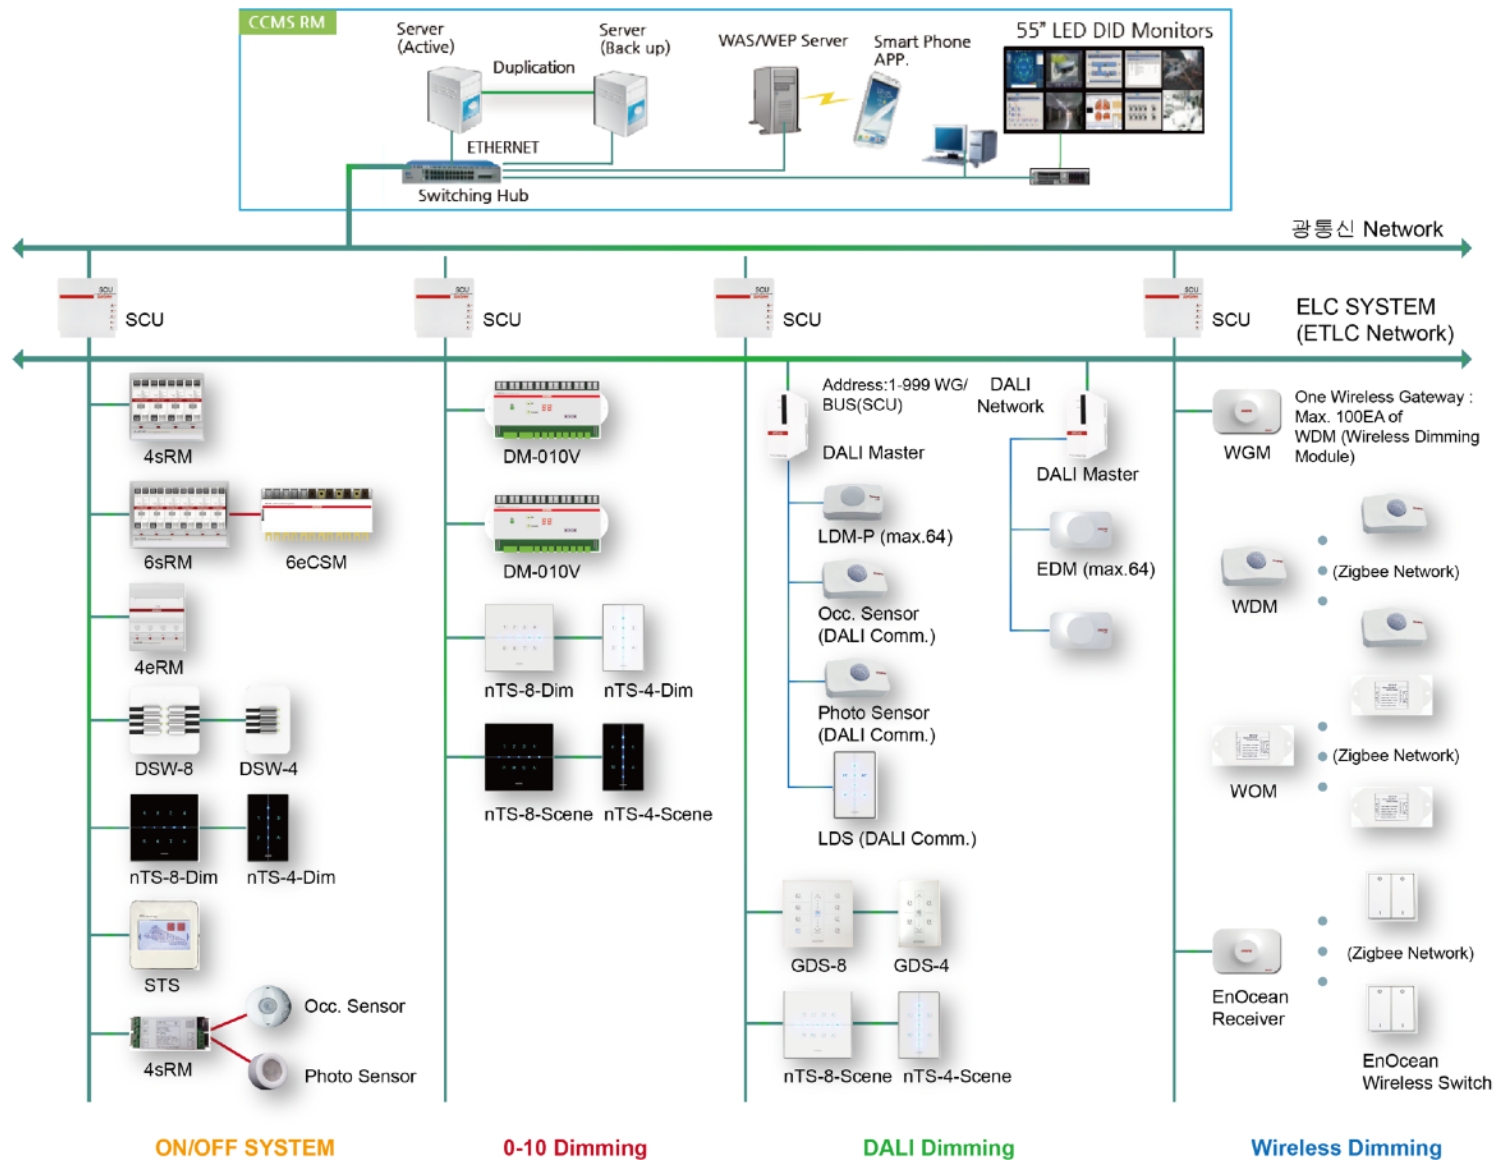 CCMS RM
Server
(Active)
Duplication
Server
(Back up)
WAS/WEP Server
Smart Phone
APP.
55” LED DID Monitors
ETHERNET
Switching Hub
광통신 Network
SCU
SCU
SCU
SCU
SCU
SCU
SCU
SCU
ELC SYSTEM
(ETLC Network)
4sRM
6sRM
6eCSM
4eRM
DSW-8
DSW-4
nTS-8-Dim
nTS-4-Dim
STS
4sRM
Occ. Sensor
Photo Sensor
ON/OFF SYSTEM
DM-010V
DM-010V
nTS-8-Dim
nTS-4-Dim
nTS-8-Scene
nTS-4-Scene
0-10 Dimming
Address:1-999 WG/
BUS(SCU)
DALI Master
DALI
Network
DALI Master
LDM-P (max.64)
EDM (max.64)
Occ. Sensor
(DALI Comm.)
Photo Sensor
(DALI Comm.)
LDS (DALI Comm.)
GDS-8
GDS-4
nTS-8-Scene
nTS-4-Scene
DALI Dimming
WGM
One Wireless Gateway :
Max. 100EA of
WDM (Wireless Dimming
Module)
WDM
(Zigbee Network)
WOM
(Zigbee Network)
EnOcean
Receiver
(Zigbee Network)
EnOcean
Wireless Switch
Wireless Dimming